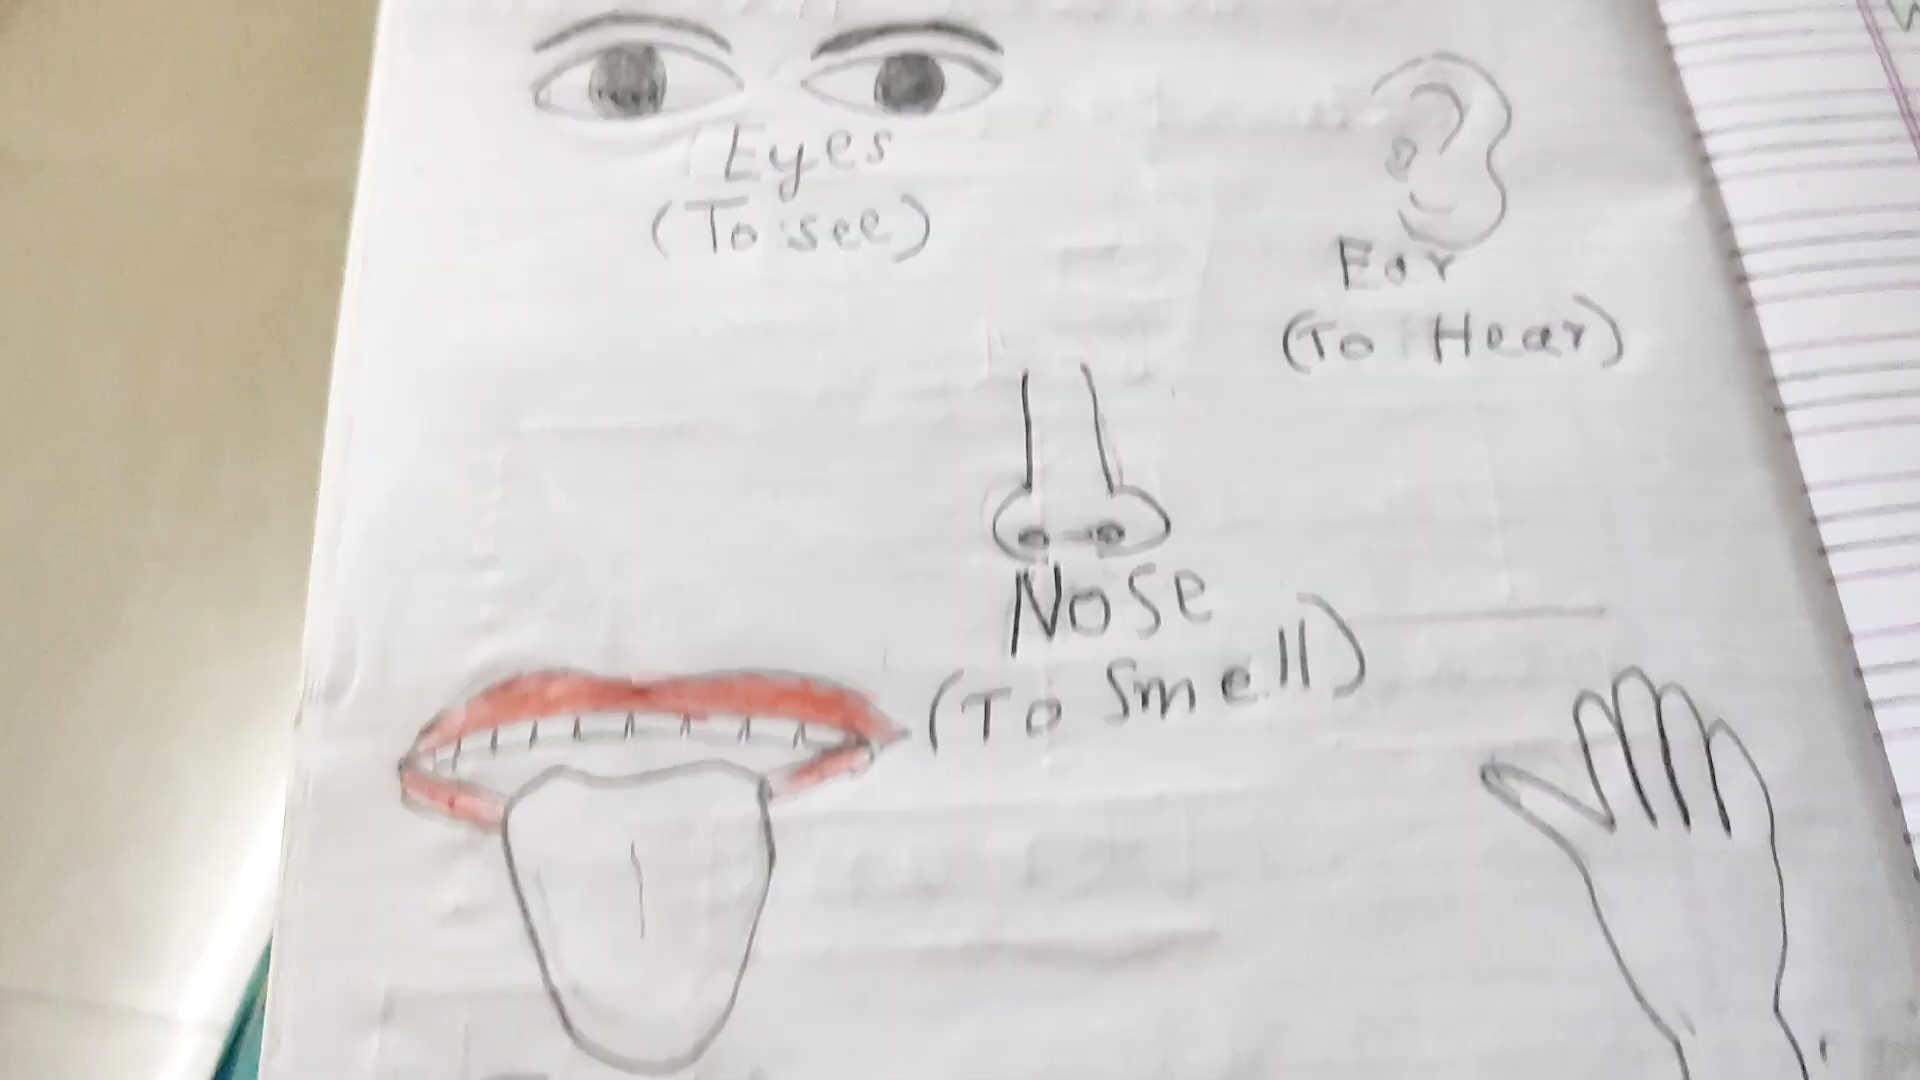 Eyes
(To see)
Ear
(To Hear)
Nose
(To Smell)